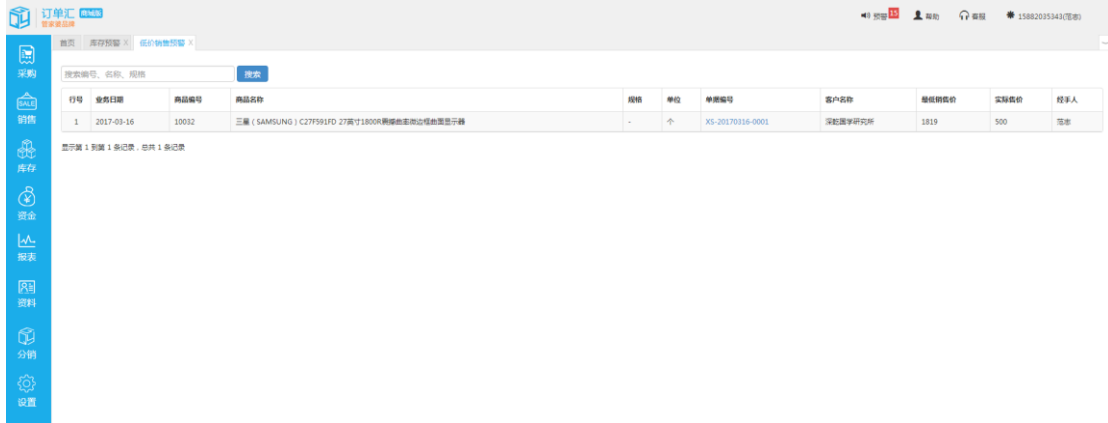 订单汇 商城版
管家婆品牌
预警 15 帮助 客服 15882035343(范志)
首页 库存预警 X 低价销售预警 X
采购
SALE
销售
库存
资金
报表
资料
分销
设置
搜索编号、名称、规格 搜索
行号 业务日期 商品编号 商品名称 规格 单位 单据编号 客户名称 最低销售价 实际售价 经手人
1 2017-03-16 10032 三星（SAMSUNG）C27F591FD 27英寸1800R曲面微边框曲面显示器 - 个 XS-20170316-0001 国学研究所 1819 500 范志
显示第 1 到第 1 条记录，总共 1 条记录